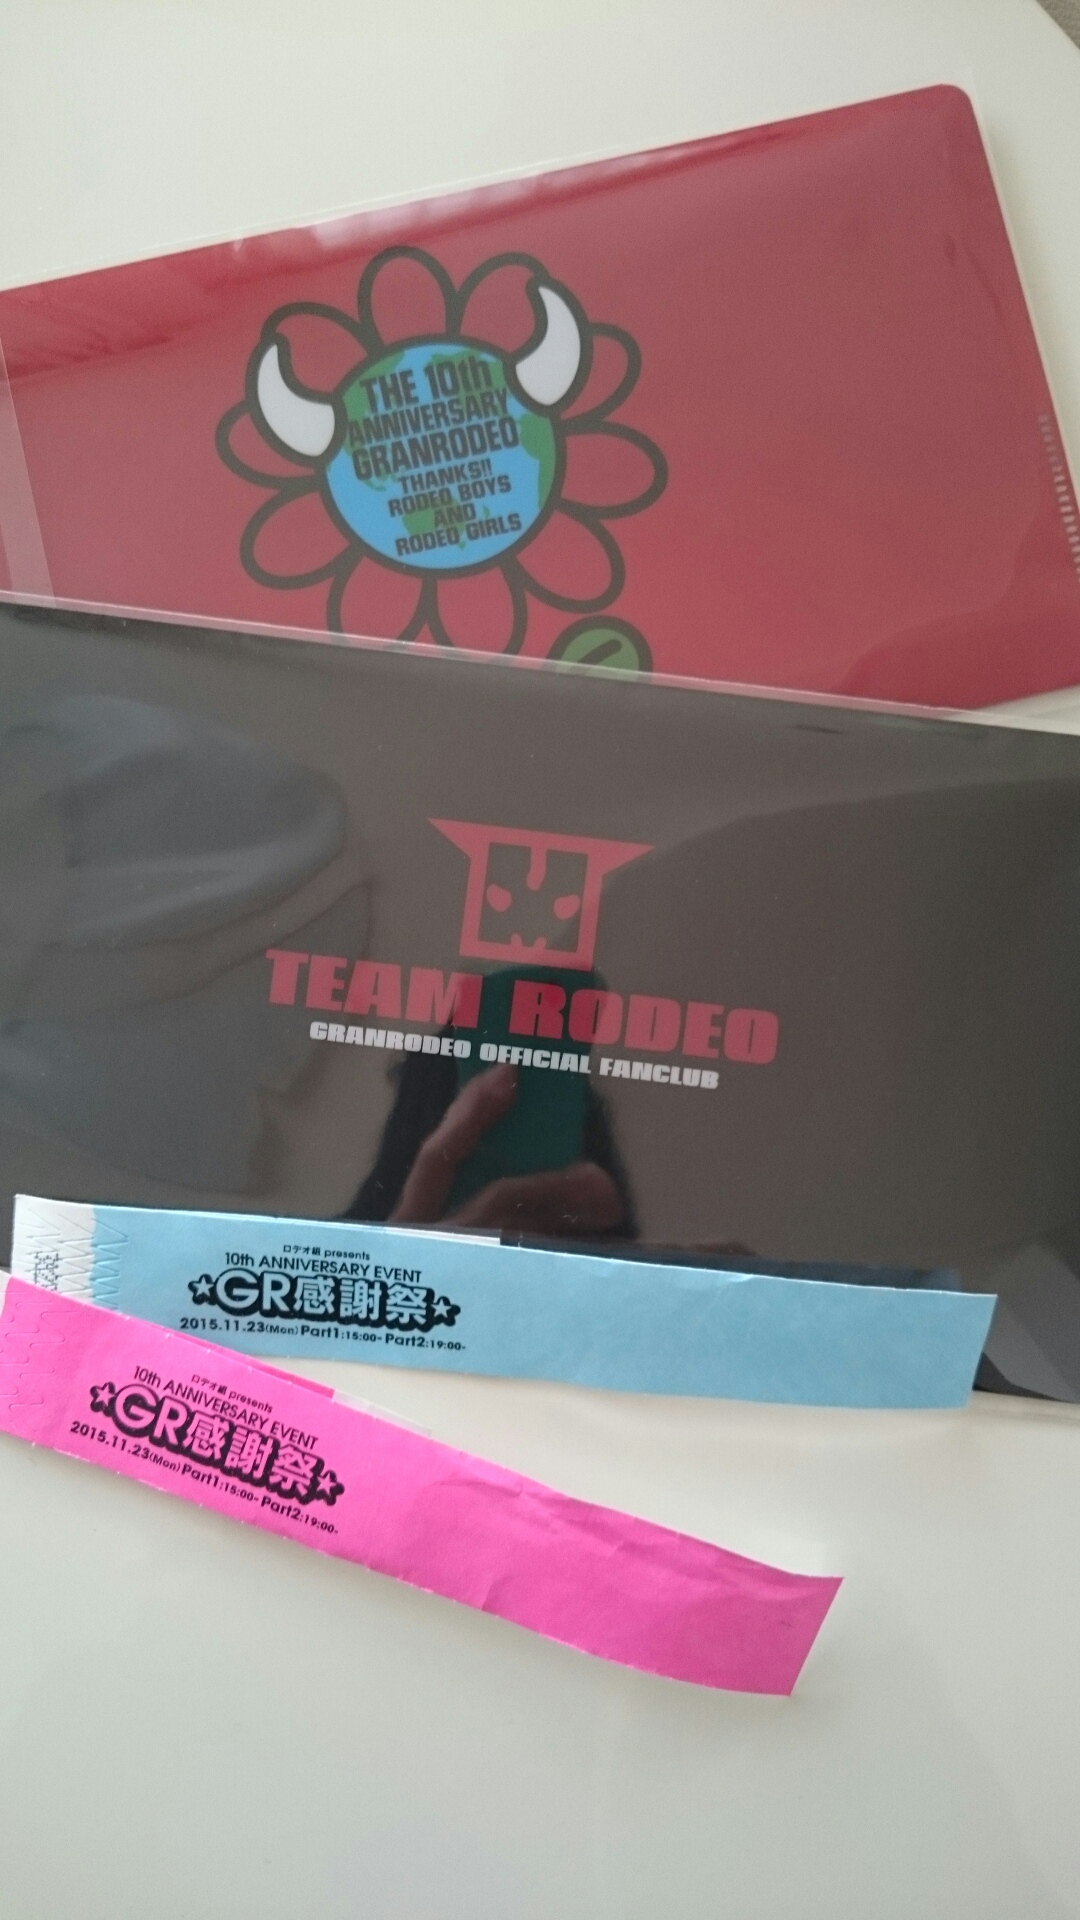 THE 10th
ANNIVERSARY
GRANRODEO
THANKS!!
RODEO BOYS
AND
RODEO GIRLS
TEAM RODEO
GRANRODEO OFFICIAL FANCLUB
ロデオ組 presents
10th ANNIVERSARY EVENT
★GR感謝祭★
2015.11.23(Mon) Part1:15:00- Part2:19:00-
ロデオ組 presents
10th ANNIVERSARY EVENT
★GR感謝祭★
2015.11.23(Mon) Part1:15:00- Part2:19:00-